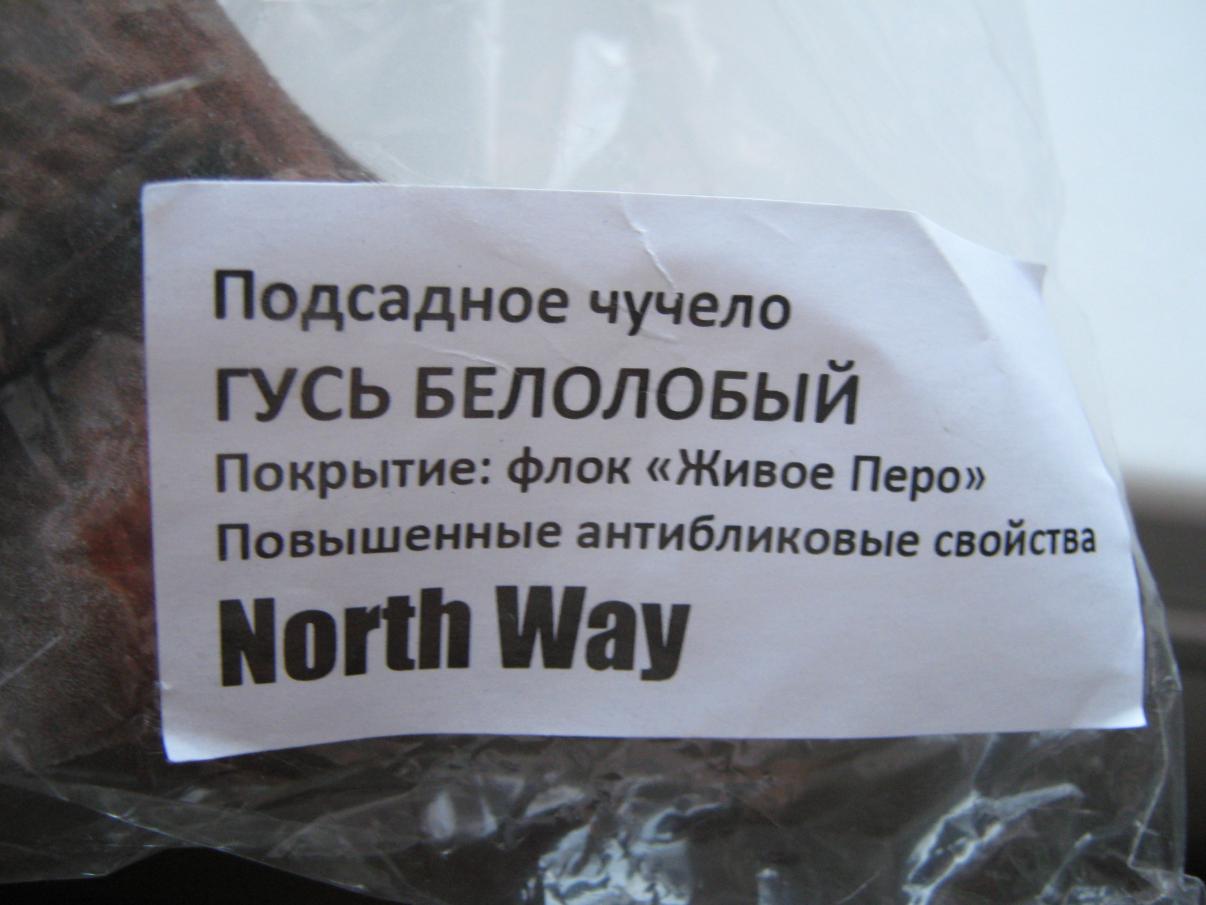 Подсадное чучело
ГУСЬ БЕЛОЛОБЫЙ
Покрытие: флок «Живое Перо»
Повышенные антибликовые свойства
North Way